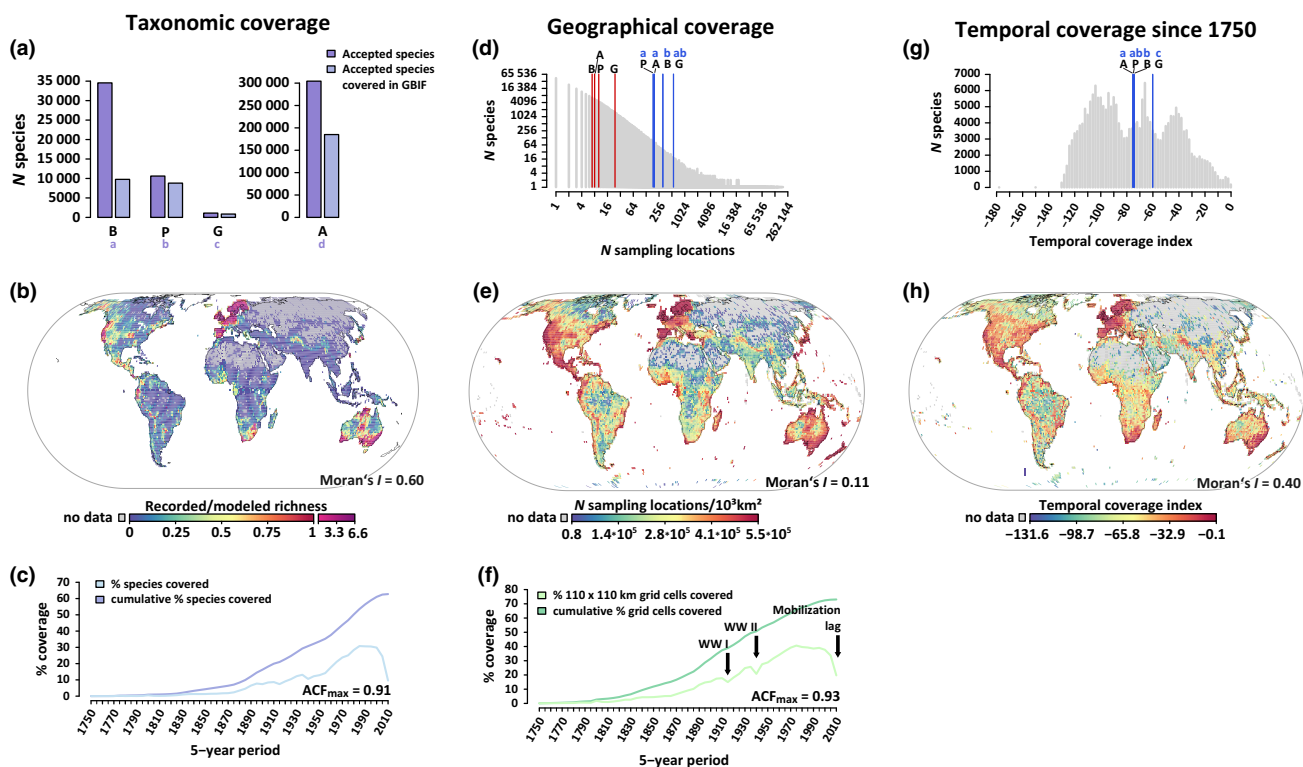 Taxonomic coverage
(a)
Accepted species
Accepted species
covered in GBIF
N species
35 000
30 000
25 000
20 000
15 000
10 000
5000
0
300 000
250 000
200 000
150 000
100 000
50 000
0
B P G A
a b c d
(b)
Moran's I = 0.60
Recorded/modeled richness
no data
0 0.25 0.5 0.75 1 3.3 6.6
(c)
% species covered
cumulative % species covered
% coverage
70
60
50
40
30
20
10
0
ACFmax = 0.91
1750 1770 1790 1810 1830 1850 1870 1890 1910 1930 1950 1970 1990 2010
5−year period
Geographical coverage
(d)
A
B P G
a a b ab
P A B G
N species
65 536
16 384
4096
1024
256
64
16
4
1
1 4 16 64 256 1024 4096 16 384 65 536 262 144
N sampling locations
(e)
Moran's I = 0.11
N sampling locations/10³km²
no data
0.8 1.4*10⁵ 2.8*10⁵ 4.1*10⁵ 5.5*10⁵
(f)
% 110 x 110 km grid cells covered
cumulative % grid cells covered
Mobilization
lag
WW II
WW I
% coverage
80
70
60
50
40
30
20
10
0
ACFmax = 0.93
1750 1770 1790 1810 1830 1850 1870 1890 1910 1930 1950 1970 1990 2010
5−year period
Temporal coverage since 1750
(g)
a ab b c
A P B G
N species
7000
6000
5000
4000
3000
2000
1000
0
−180 −160 −140 −120 −100 −80 −60 −40 −20 0
Temporal coverage index
(h)
Moran's I = 0.40
Temporal coverage index
no data
−131.6 −98.7 −65.8 −32.9 −0.1